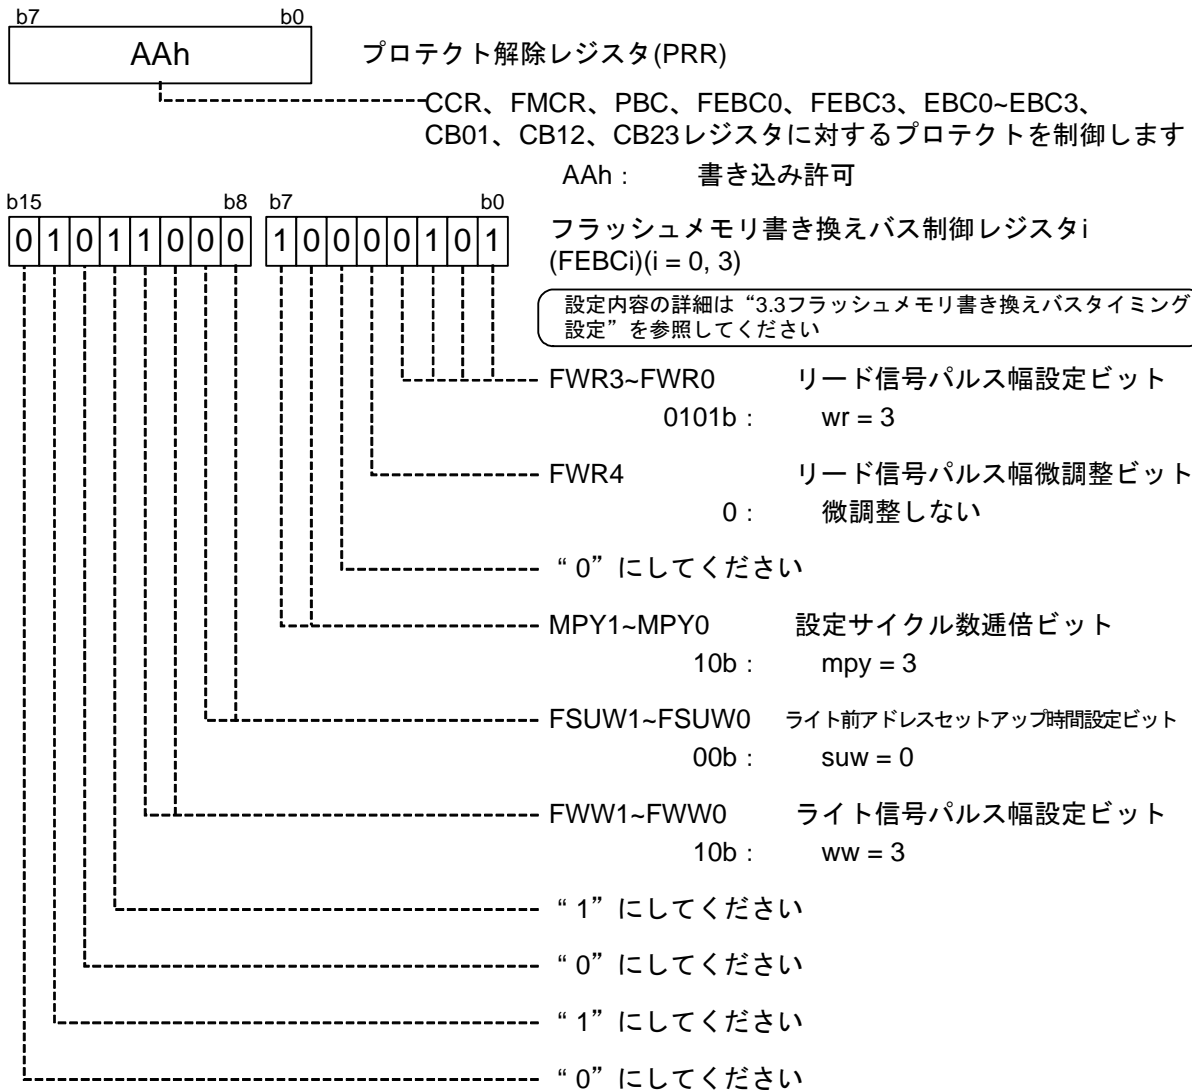 b7 b0
AAh プロテクト解除レジスタ(PRR)
CCR、FMCR、PBC、FEBC0、FEBC3、EBC0~EBC3、
CB01、CB12、CB23レジスタに対するプロテクトを制御します
AAh : 書き込み許可
b15 b8 b7 b0
0 1 0 1 1 0 0 0 1 0 0 0 0 1 0 1 フラッシュメモリ書き換えバス制御レジスタi
(FEBCi)(i = 0, 3)
設定内容の詳細は“3.3フラッシュメモリ書き換えバスタイミング
設定”を参照してください
FWR3~FWR0 リード信号パルス幅設定ビット
0101b : wr = 3
FWR4 リード信号パルス幅微調整ビット
0 : 微調整しない
“0”にしてください
MPY1~MPY0 設定サイクル数逓倍ビット
10b : mpy = 3
FSUW1~FSUW0 ライト前アドレスセットアップ時間設定ビット
00b : suw = 0
FWW1~FWW0 ライト信号パルス幅設定ビット
10b : ww = 3
“1”にしてください
“0”にしてください
“1”にしてください
“0”にしてください